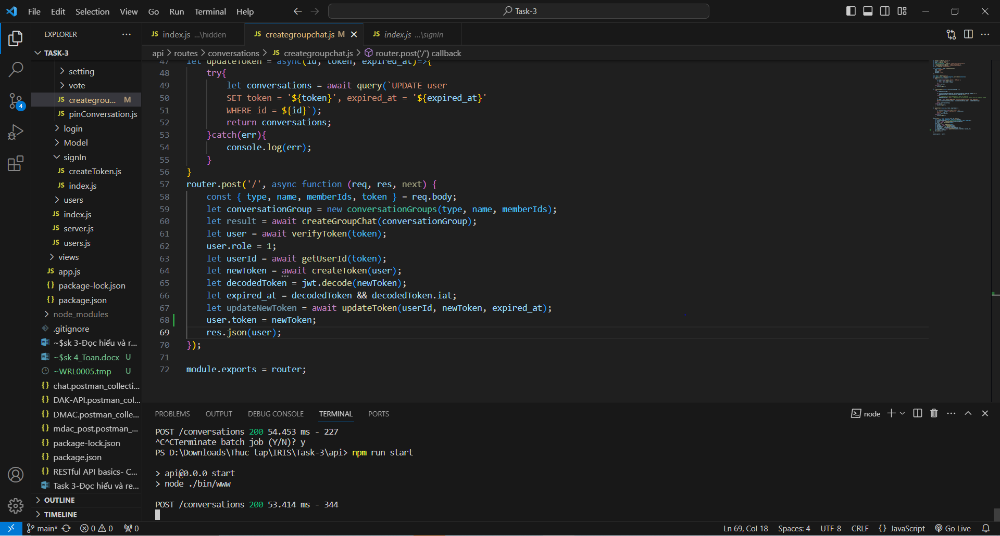 File Edit Selection View Go Run Terminal Help
Task-3
EXPLORER
TASK-3
setting
vote
JS creategrou... M
JS pinConversation.js
login
Model
signIn
JS createToken.js
JS index.js
users
JS index.js
JS server.js
JS users.js
views
JS app.js
{} package-lock.json
{} package.json
node_modules
.gitignore
~$sk 3-Đọc hiểu và r...
~$sk 4_Toan.docx U
~WRL0005.tmp U
{} chat.postman_collecti...
{} DAK-API.postman_col...
{} DMAC.postman_colle...
{} mdac_post.postman_...
{} package-lock.json
{} package.json
{} RESTful API basics- C...
Task 3-Đọc hiểu và re...
OUTLINE
TIMELINE
JS index.js ...\hidden
JS creategroupchat.js M
JS index.js ...\signIn
api > routes > conversations > JS creategroupchat.js > router.post('/') callback
47 let updateToken = async(id, token, expired_at)=>{
48 try{
49 let conversations = await query(`UPDATE user
50 SET token = '${token}', expired_at = '${expired_at}'
51 WHERE id = ${id}`);
52 return conversations;
53 }catch(err){
54 console.log(err);
55 }
56 }
57 router.post('/', async function (req, res, next) {
58 const { type, name, memberIds, token } = req.body;
59 let conversationGroup = new conversationGroups(type, name, memberIds);
60 let result = await createGroupChat(conversationGroup);
61 let user = await verifyToken(token);
62 user.role = 1;
63 let userId = await getUserId(token);
64 let newToken = await createToken(user);
65 let decodedToken = jwt.decode(newToken);
66 let expired_at = decodedToken && decodedToken.iat;
67 let updateNewToken = await updateToken(userId, newToken, expired_at);
68 user.token = newToken;
69 res.json(user);
70 });
71
72 module.exports = router;
PROBLEMS OUTPUT DEBUG CONSOLE TERMINAL PORTS
node
POST /conversations 200 54.453 ms - 227
^C^CTerminate batch job (Y/N)? y
PS D:\Downloads\Thuc tap\IRIS\Task-3\api> npm run start
> api@0.0.0 start
> node ./bin/www
POST /conversations 200 53.414 ms - 344
4
main* 0 0 0
Ln 69, Col 18 Spaces: 4 UTF-8 CRLF {} JavaScript Go Live